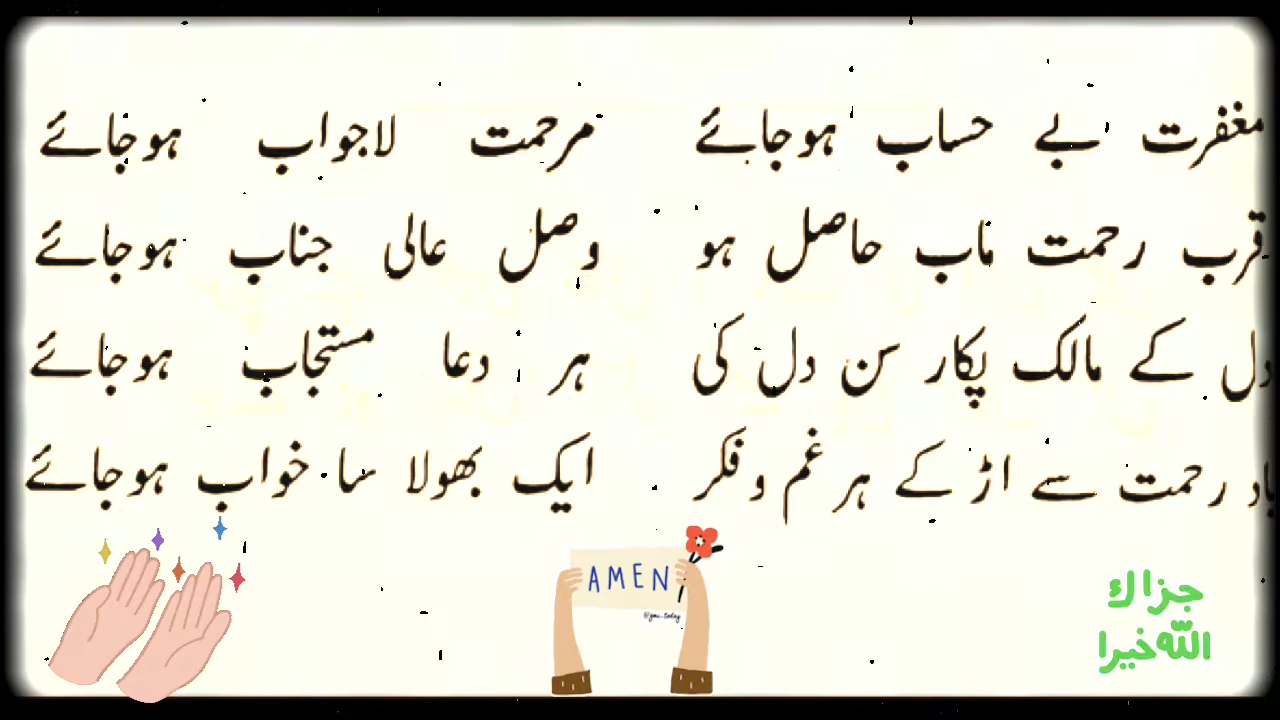 مغفرت بے حساب ہوجائے مرحمت لاجواب ہوجائے
قرب رحمت مآب حاصل ہو وصل عالی جناب ہوجائے
دل کے مالک پکار سن دل کی ہر دعا مستجاب ہوجائے
باد رحمت سے اڑ کے ہر غم و فکر ایک بھولا سا خواب ہوجائے
AMEN
جزاك
الله خيرا